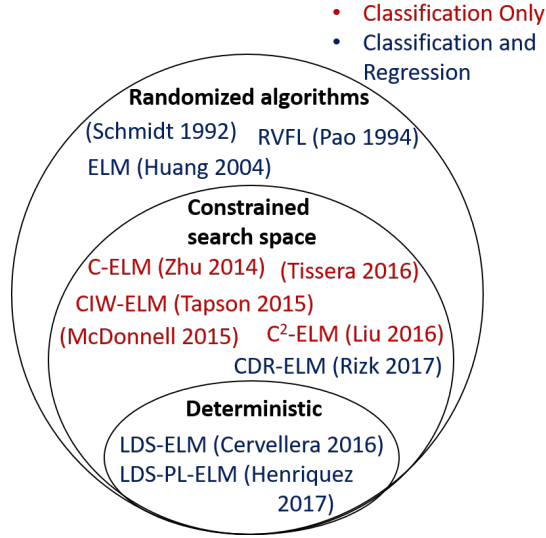 • Classification Only
• Classification and
Regression
Randomized algorithms
(Schmidt 1992) RVFL (Pao 1994)
ELM (Huang 2004)
Constrained
search space
C-ELM (Zhu 2014) (Tissera 2016)
CIW-ELM (Tapson 2015)
(McDonnell 2015) C²-ELM (Liu 2016)
CDR-ELM (Rizk 2017)
Deterministic
LDS-ELM (Cervellera 2016)
LDS-PL-ELM (Henriquez
2017)